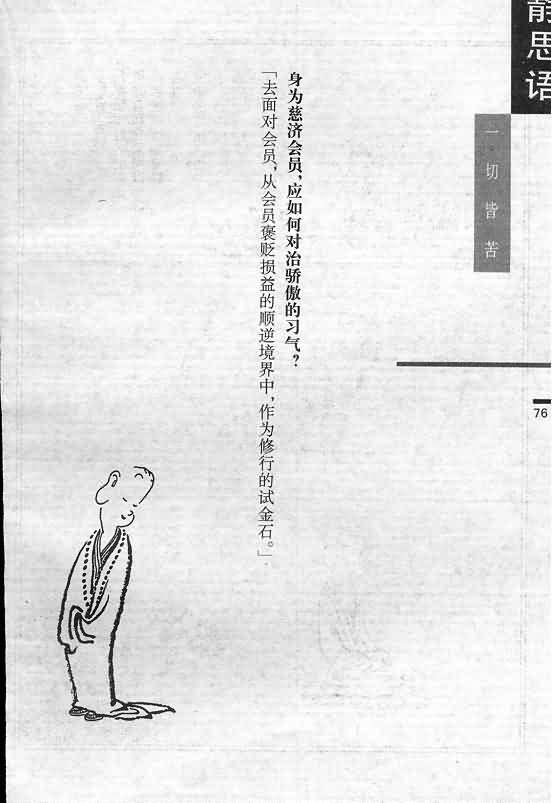 静思语
一切皆苦
76
身为慈济会员，应如何对治骄傲的习气？
「去面对会员，从会员褒贬损益的顺逆境界中，作为修行的试金石。」